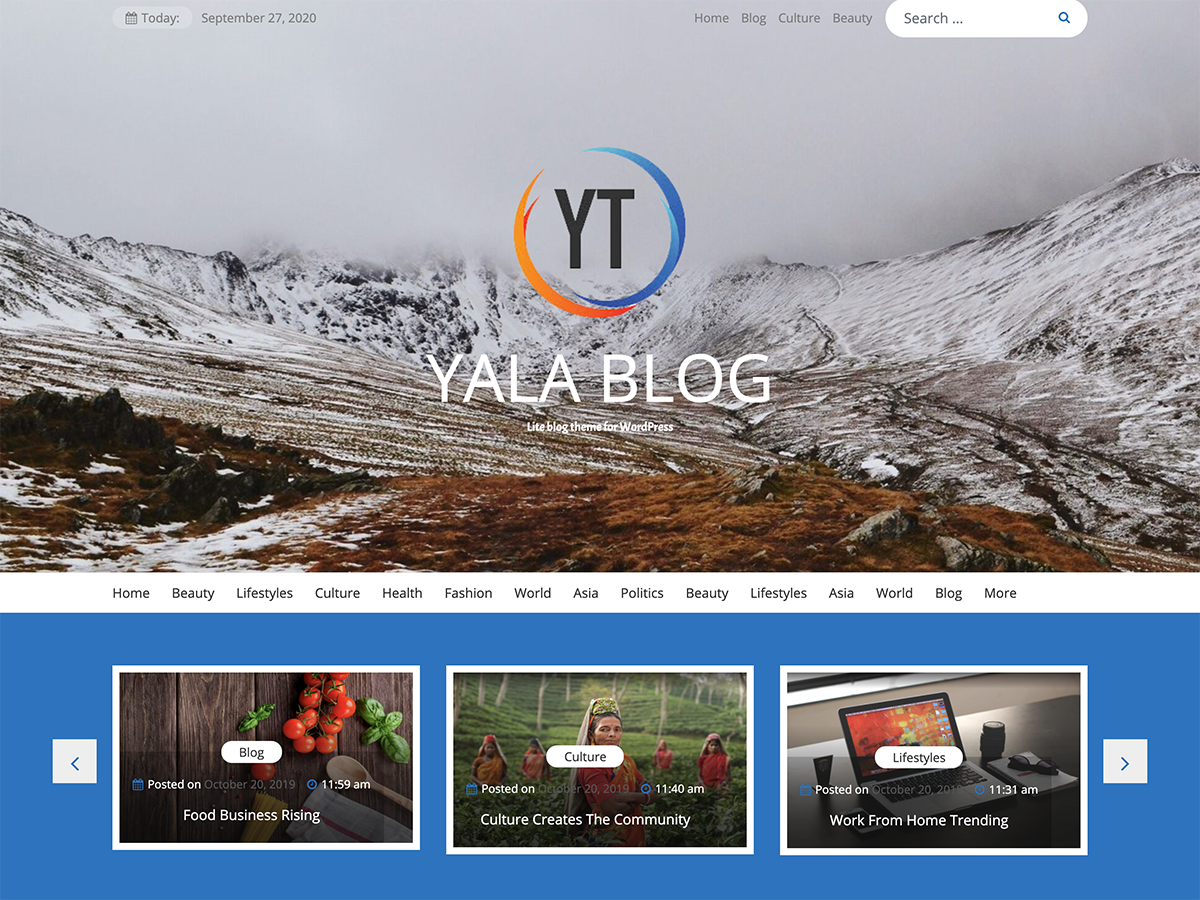 Today: September 27, 2020 Home Blog Culture Beauty Search ...
YT
YALA BLOG
Lite blog theme for WordPress
Home Beauty Lifestyles Culture Health Fashion World Asia Politics Beauty Lifestyles Asia World Blog More
Blog
Posted on October 20, 2019 11:59 am
Food Business Rising
Culture
Posted on October 20, 2019 11:40 am
Culture Creates The Community
Lifestyles
Posted on October 20, 2019 11:31 am
Work From Home Trending